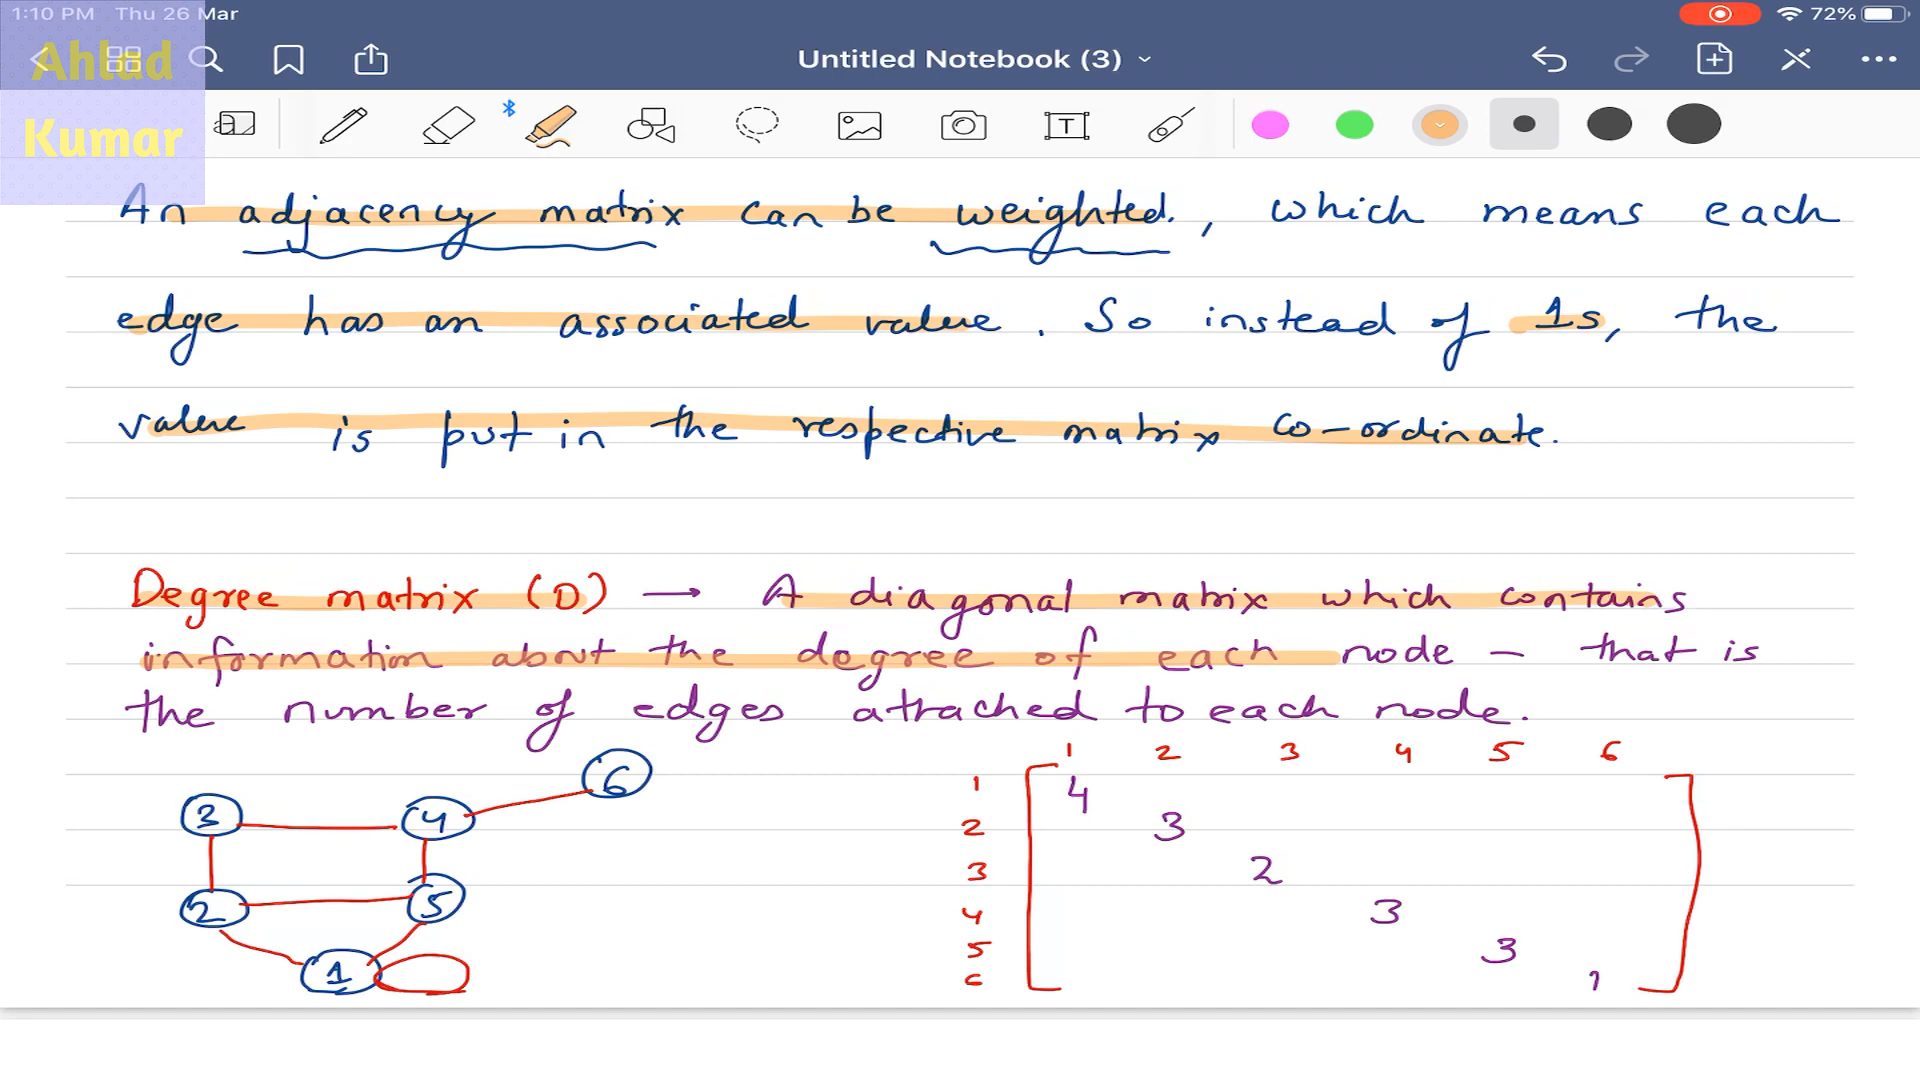 1:10 PM Thu 26 Mar
72%
Ahlad
Kumar
Untitled Notebook (3)
a
T
An adjacency matrix can be weighted, which means each
edge has an associated value. So instead of 1s, the
value is put in the respective matrix co-ordinate.
Degree matrix (D) → A diagonal matrix which contains
information about the degree of each node - that is
the number of edges attached to each node.
1 2 3 4 5 6
1 4
2 3
3 2
4 3
5 3
6 1
6
3 4
2 5
1